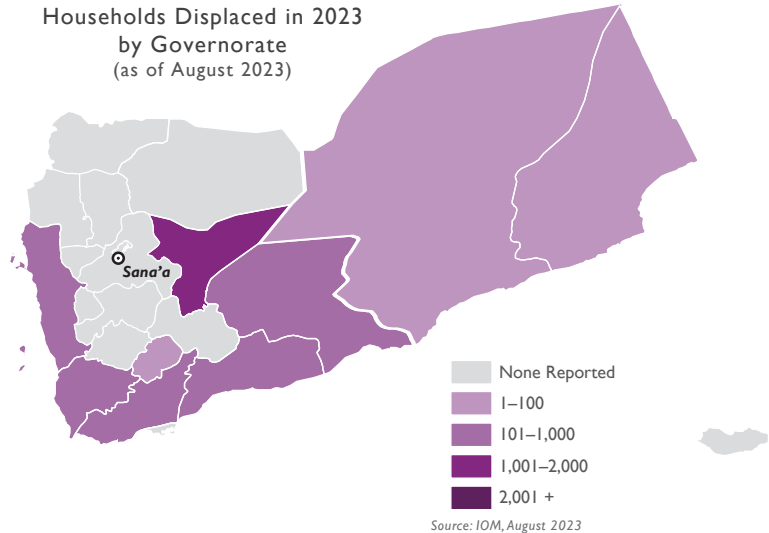 Households Displaced in 2023
by Governorate
(as of August 2023)
Sana’a
None Reported
1–100
101–1,000
1,001–2,000
2,001 +
Source: IOM, August 2023